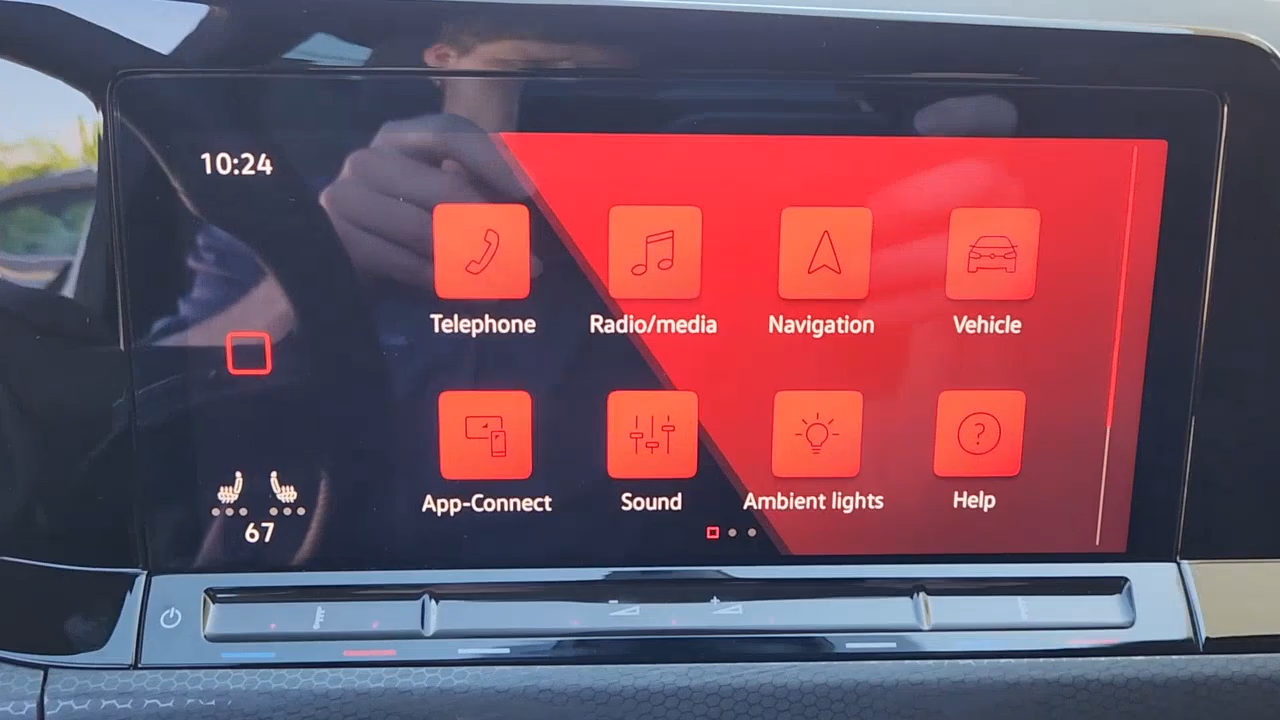 10:24
Telephone
Radio/media
Navigation
Vehicle
App-Connect
Sound
Ambient lights
Help
67